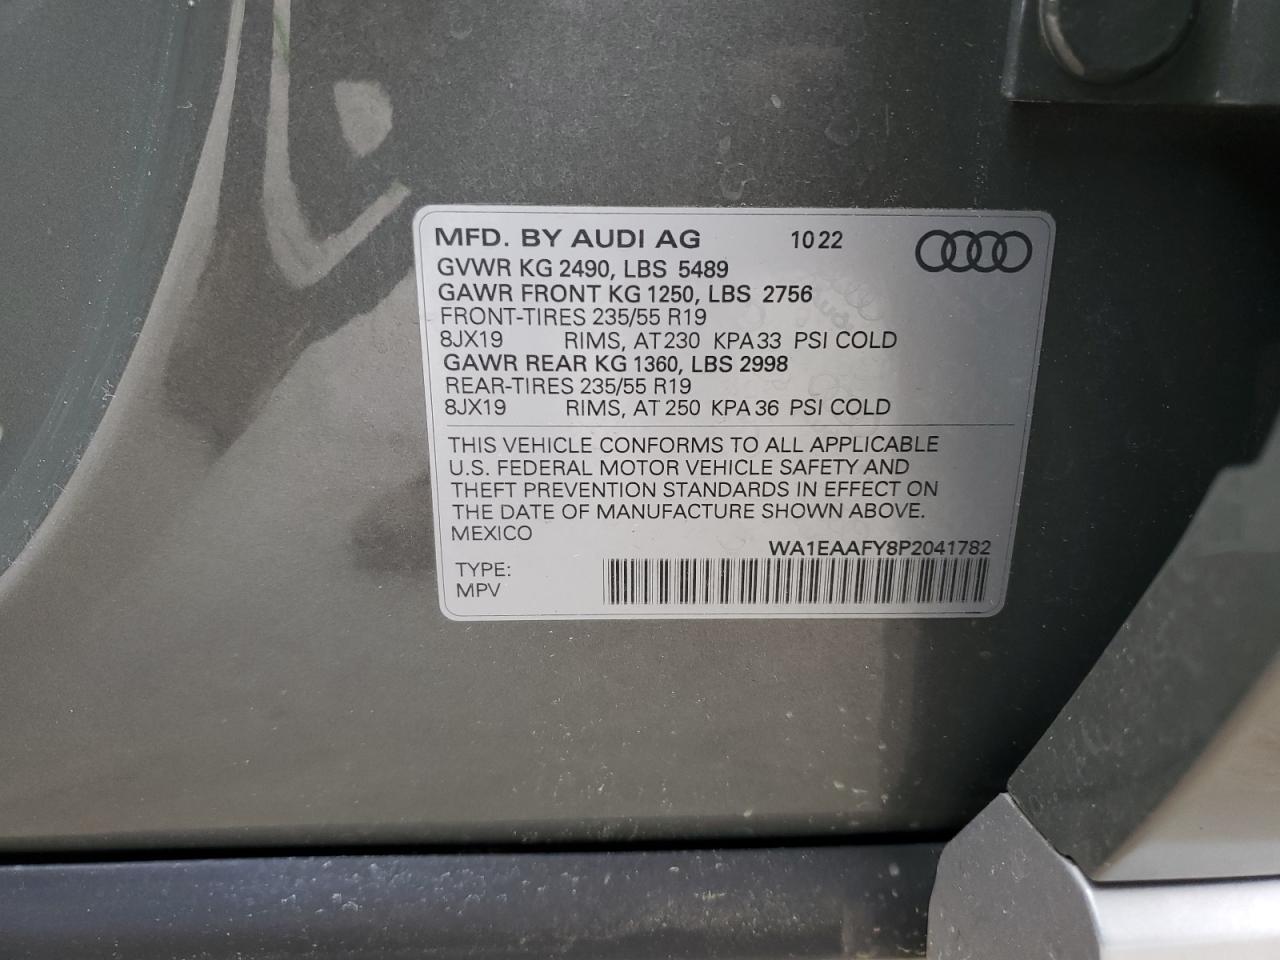 MFD. BY AUDI AG 10 22
GVWR KG 2490, LBS 5489
GAWR FRONT KG 1250, LBS 2756
FRONT-TIRES 235/55 R19
8JX19 RIMS, AT 230 KPA 33 PSI COLD
GAWR REAR KG 1360, LBS 2998
REAR-TIRES 235/55 R19
8JX19 RIMS, AT 250 KPA 36 PSI COLD
THIS VEHICLE CONFORMS TO ALL APPLICABLE
U.S. FEDERAL MOTOR VEHICLE SAFETY AND
THEFT PREVENTION STANDARDS IN EFFECT ON
THE DATE OF MANUFACTURE SHOWN ABOVE.
MEXICO
WA1EAAFY8P2041782
TYPE:
MPV